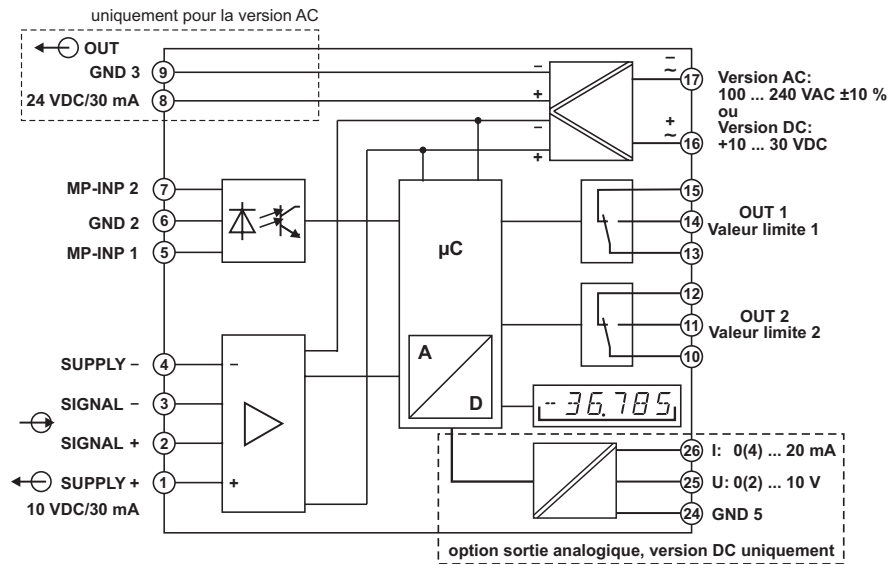 uniquement pour la version AC
OUT
GND 3 9
24 VDC/30 mA 8
– + – +
– ~ 17
+ ~ 16
Version AC:
100 ... 240 VAC ±10 %
ou
Version DC:
+10 ... 30 VDC
MP-INP 2 7
GND 2 6
MP-INP 1 5
µC
15
14
13
OUT 1
Valeur limite 1
12
11
10
OUT 2
Valeur limite 2
SUPPLY – 4 –
SIGNAL – 3
SIGNAL + 2
SUPPLY + 1 +
10 VDC/30 mA
A
D
-36.785
26 I: 0(4) ... 20 mA
25 U: 0(2) ... 10 V
24 GND 5
option sortie analogique, version DC uniquement